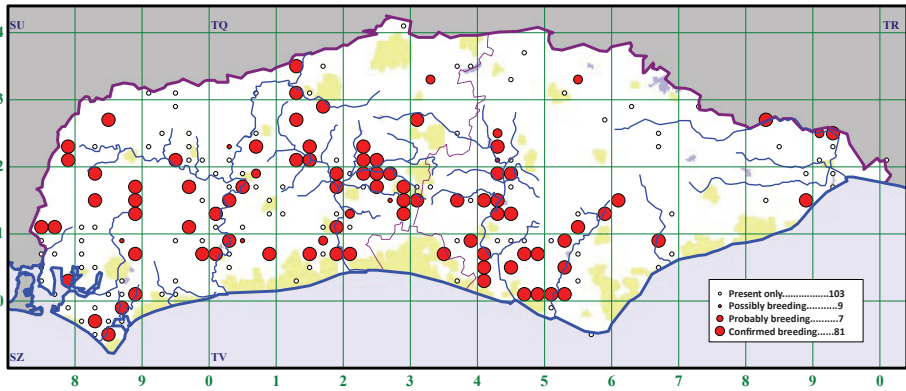 SU TQ TR
4
3
2
1
0
Present only..................103
Possibly breeding...........9
Probably breeding..........7
Confirmed breeding......81
SZ TV
8 9 0 1 2 3 4 5 6 7 8 9 0